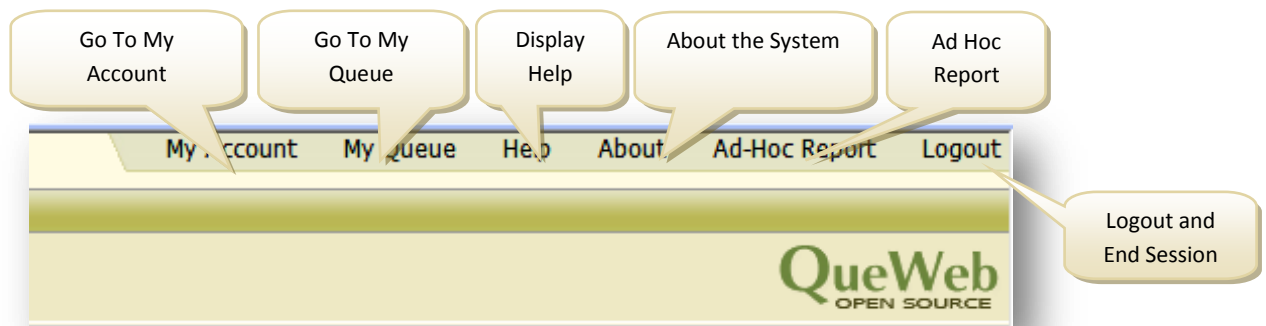 Go To My
Account
Go To My
Queue
Display
Help
About the System
Ad Hoc
Report
My Account My Queue Help About Ad-Hoc Report Logout
Logout and
End Session
QueWeb
OPEN SOURCE